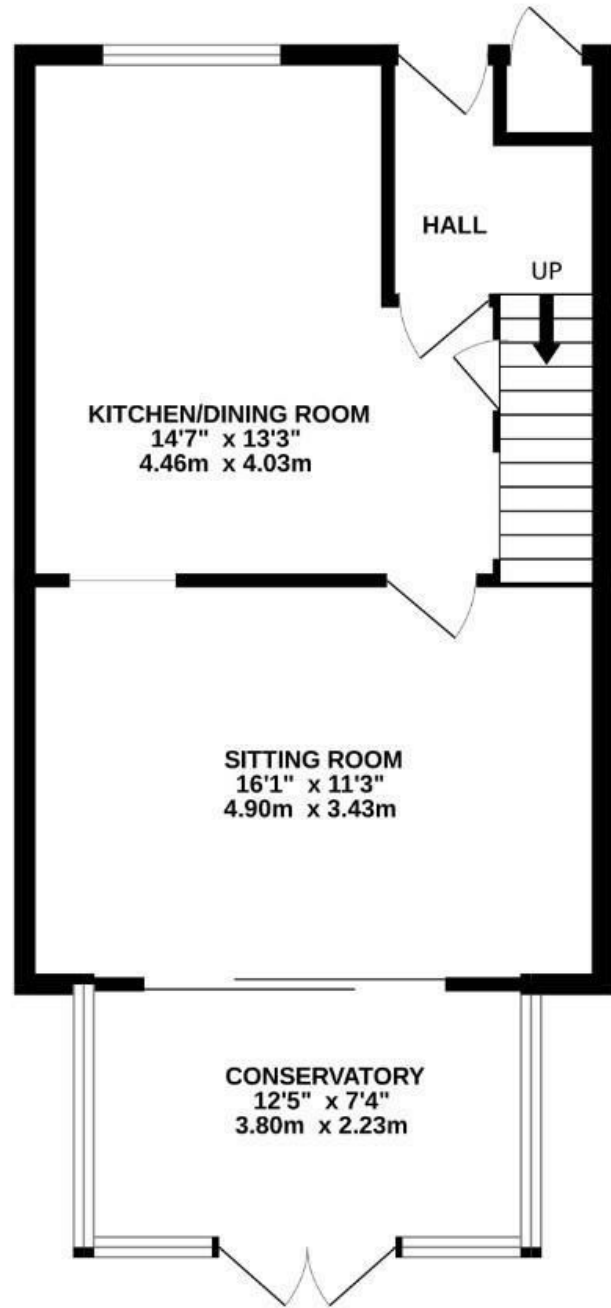 HALL
UP
KITCHEN/DINING ROOM
14'7" x 13'3"
4.46m x 4.03m
SITTING ROOM
16'1" x 11'3"
4.90m x 3.43m
CONSERVATORY
12'5" x 7'4"
3.80m x 2.23m